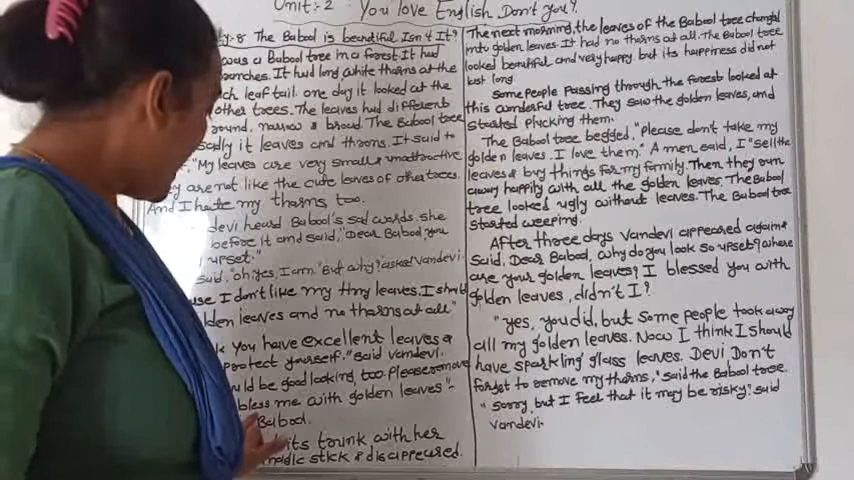 Unit:-2 You love English Don't you?
ty:8 The Babool is beautiful Isn't It?
was a Babool tree in a forest. It had
branches. It had long, white thorns at the
ch leaf tail. one day it looked at the
other trees. The leaves had different
round, narrow & broad. The Babool tree
sadly it leaves and throns. It said to
"My leaves are very small & unattractive
are not like the cute leaves of other trees.
And I hate my thorns too.
devi heard Babool's sad words. she
before it and said, "Dear Babool, you
upset."
said, "oh yes, I am." "But why?" asked Vandevi.
use I don't like my tiny leaves. I should
lden leaves and no thorns at all"
k you have excellent leaves &
protect yourself." said Vandevi.
uld be good looking, too. Please remove
bless me with golden leaves"-
Babool.
its trunk with her
magic stick & disappeured.
The next morning, the leaves of the Babool tree changed
into golden leaves. It had no thorns at all. The Babool tree
looked beautiful and very happy but its happiness did not
last long
Some people Passing through the forest looked at
this wonderful tree. They saw the golden leaves, and
started plucking them.
The Babool tree begged, "Please don't take my
golden leaves. I love them." A men said, I "sell the
leaves & buy things for my family. Then they run
away happily with all the golden leaves. The Babool
tree looked ugly without leaves. The Babool tree
started weeping.
After three days Vandevi appeared again &
said, Dear Babool, why do you look so upset? where
are your golden leaves? I blessed you with
golden leaves, didn't I?
"yes, you did, but some people took away
all my golden leaves. Now I think I should
have sparkling glass leaves. Devi Don't
forget to remove my thorns," said the Babool tree.
"Sorry, but I feel that it may be risky" said
Vandevi.